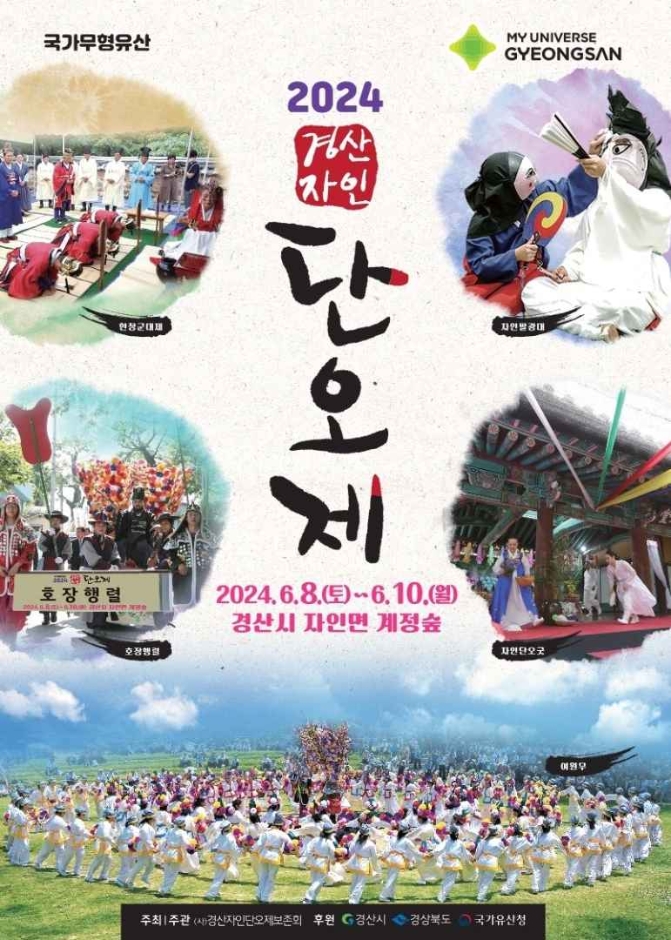 국가무형유산
MY UNIVERSE
GYEONGSAN
2024
경산
자인
단오제
한장군대제
자인팔광대
2024 단오제
호장행렬
2024.6.8.(토)~6.10.(월)
경산시 자인면 계정숲
호장행렬
자인단오굿
여원무
주최|주관 (사)경산자인단오제보존회 후원 경산시 경상북도 국가유산청